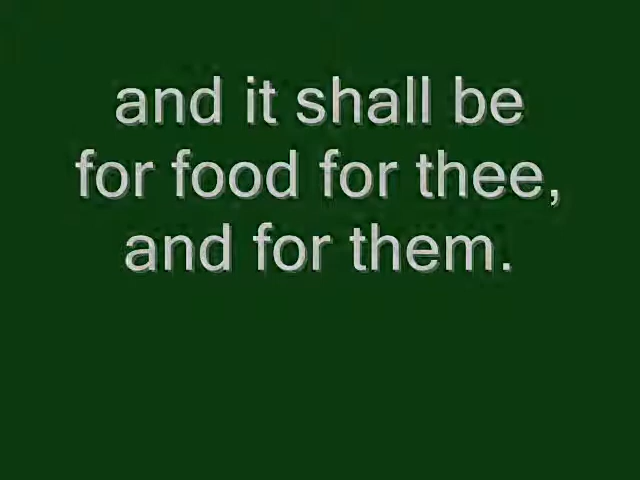 and it shall be
for food for thee,
and for them.